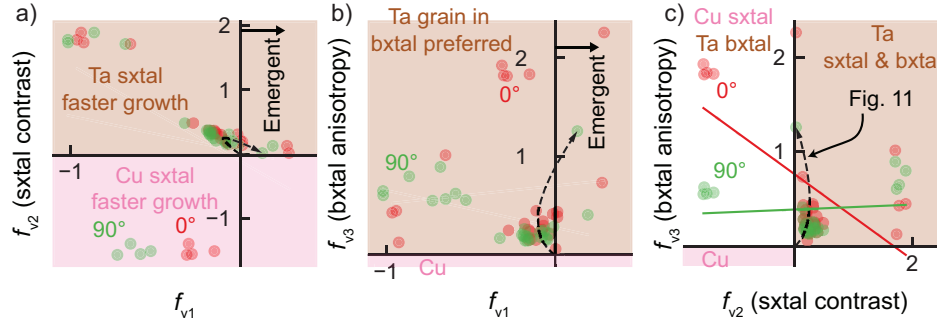 a)
f_v2 (sxtal contrast)
2
1
−1
−1
Ta sxtal
faster growth
Emergent
Cu sxtal
faster growth
90°
0°
f_v1
b)
f_v3 (bxtal anisotropy)
Ta grain in
bxtal preferred
2
1
−1
0°
90°
Emergent
Cu
f_v1
c)
f_v3 (bxtal anisotropy)
Cu sxtal
Ta bxtal
Ta
sxtal & bxtal
2
1
2
0°
90°
Fig. 11
Cu
f_v2 (sxtal contrast)